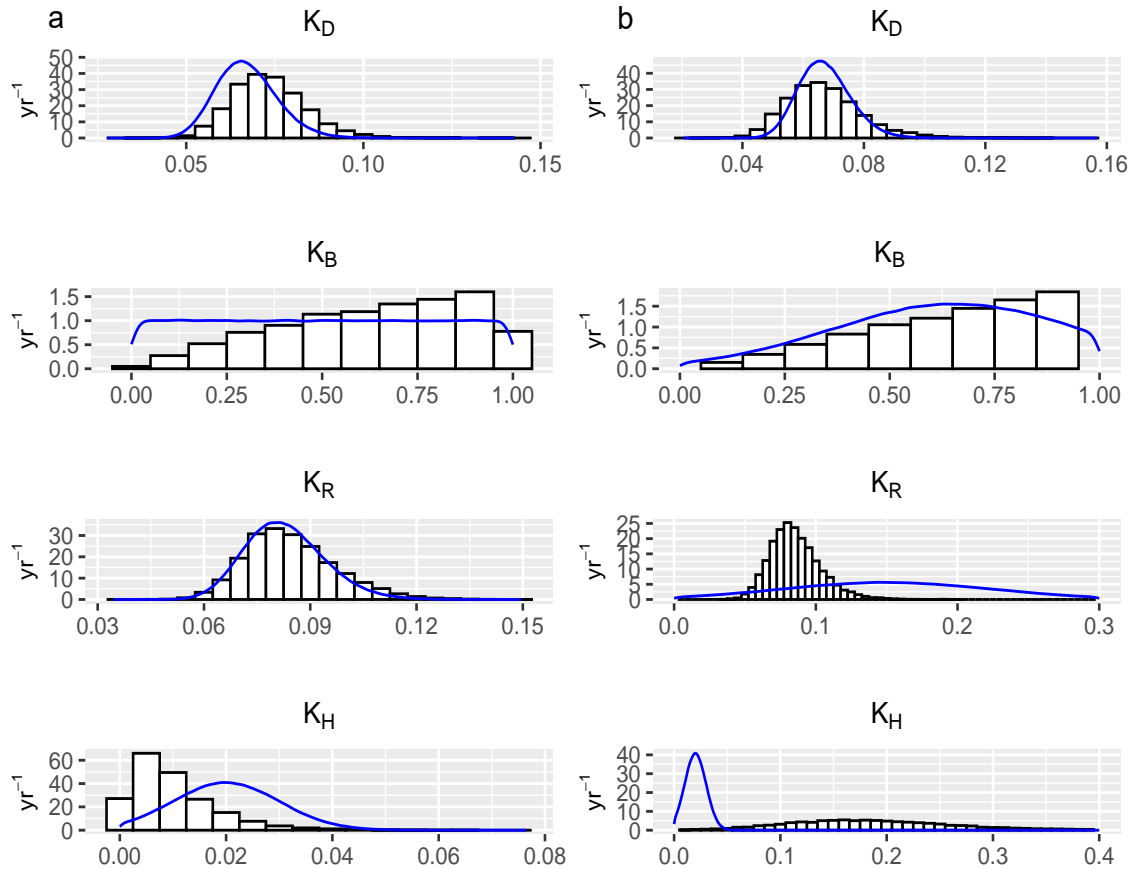 a
K_D
yr⁻¹
50
40
30
20
10
0
0.05 0.10 0.15
b
K_D
yr⁻¹
40
30
20
10
0
0.04 0.08 0.12 0.16
K_B
yr⁻¹
1.5
1.0
0.5
0.0
0.00 0.25 0.50 0.75 1.00
K_B
yr⁻¹
1.5
1.0
0.5
0.0
0.00 0.25 0.50 0.75 1.00
K_R
yr⁻¹
30
20
10
0
0.03 0.06 0.09 0.12 0.15
K_R
yr⁻¹
25
20
15
10
5
0
0.0 0.1 0.2 0.3
K_H
yr⁻¹
60
40
20
0
0.00 0.02 0.04 0.06 0.08
K_H
yr⁻¹
40
30
20
10
0
0.0 0.1 0.2 0.3 0.4